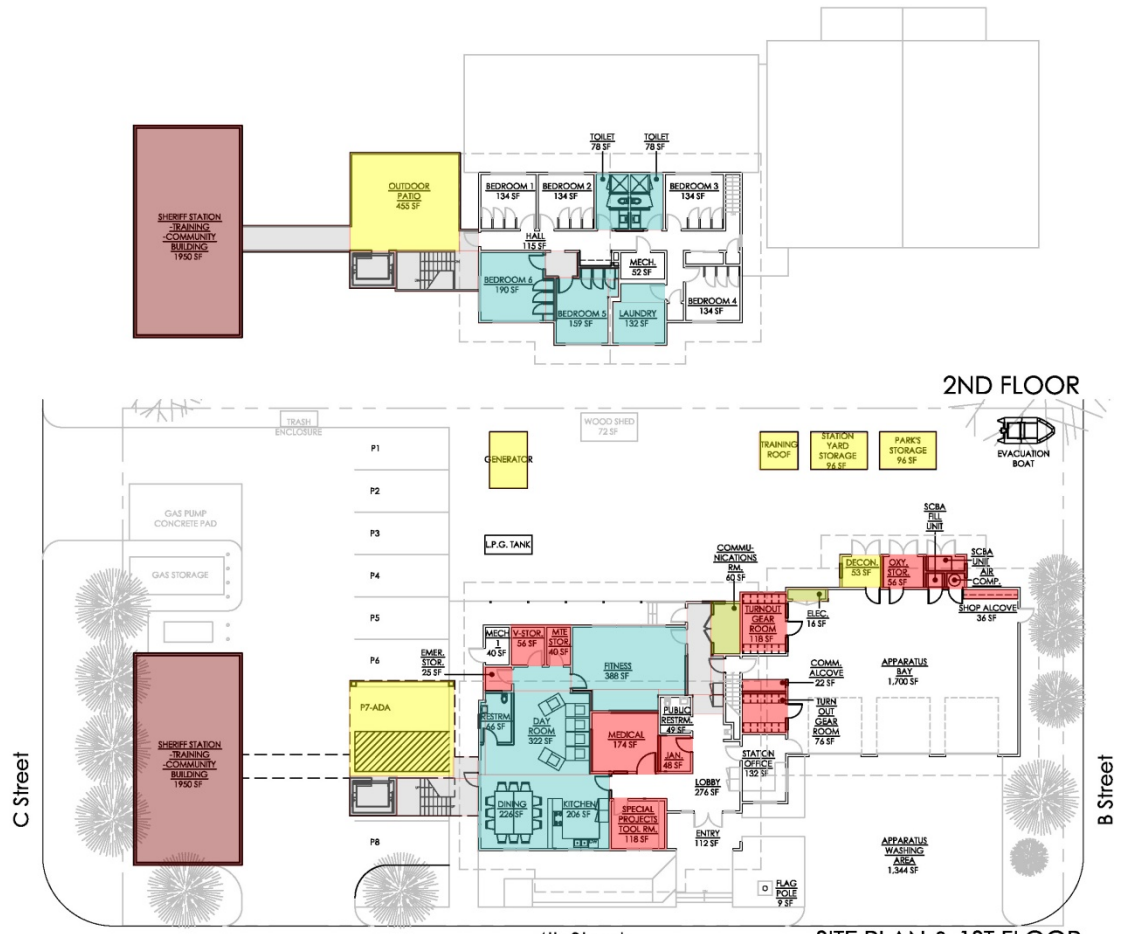 TOILET
78 SF
TOILET
78 SF
OUTDOOR
PATIO
455 SF
BEDROOM 1
134 SF
BEDROOM 2
134 SF
BEDROOM 3
134 SF
SHERIFF STATION
-TRAINING
-COMMUNITY
BUILDING
1950 SF
HALL
115 SF
MECH.
52 SF
BEDROOM 6
190 SF
BEDROOM 5
159 SF
LAUNDRY
132 SF
BEDROOM 4
134 SF
2ND FLOOR
TRASH
ENCLOSURE
WOOD SHED
72 SF
P1
GENERATOR
TRAINING
ROOF
STATION
YARD
STORAGE
96 SF
PARK'S
STORAGE
96 SF
EVACUATION
BOAT
P2
GAS PUMP
CONCRETE PAD
P3
L.P.G. TANK
SCBA
FILL
UNIT
SCBA
UNIT
AIR
COMP.
COMMU-
NICATIONS
RM.
60 SF
DECON.
53 SF
OXY.
STOR.
56 SF
GAS STORAGE
P4
SHOP ALCOVE
36 SF
ELEC.
16 SF
TURNOUT
GEAR
ROOM
118 SF
P5
MECH
1
40 SF
V-STOR.
56 SF
MTE
STOR.
40 SF
EMER.
STOR.
25 SF
P6
FITNESS
388 SF
COMM.
ALCOVE
22 SF
APPARATUS
BAY
1,700 SF
P7-ADA
RESTRM.
66 SF
DAY
ROOM
322 SF
PUBLIC
RESTRM.
49 SF
TURN
OUT
GEAR
ROOM
76 SF
MEDICAL
174 SF
JAN.
48 SF
STATION
OFFICE
132 SF
SHERIFF STATION
-TRAINING
-COMMUNITY
BUILDING
1950 SF
LOBBY
276 SF
DINING
226 SF
KITCHEN
206 SF
SPECIAL
PROJECTS
TOOL RM.
118 SF
ENTRY
112 SF
P8
APPARATUS
WASHING
AREA
1,344 SF
FLAG
POLE
9 SF
C Street
B Street
SITE PLAN & 1ST FLOOR